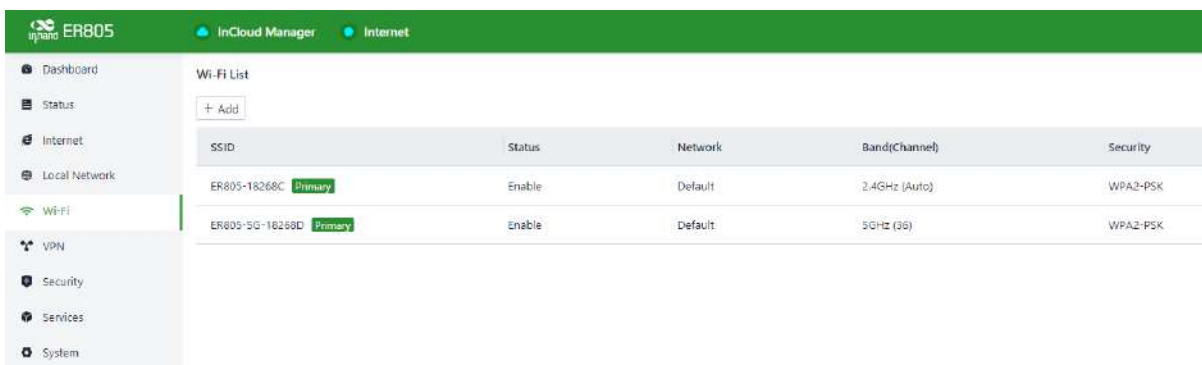 inhand ER805
InCloud Manager
Internet
Dashboard
Status
Internet
Local Network
Wi-Fi
VPN
Security
Services
System
Wi-Fi List
+ Add
SSID Status Network Band(Channel) Security
ER805-18268C Primary Enable Default 2.4GHz (Auto) WPA2-PSK
ER805-5G-18268D Primary Enable Default 5GHz (36) WPA2-PSK